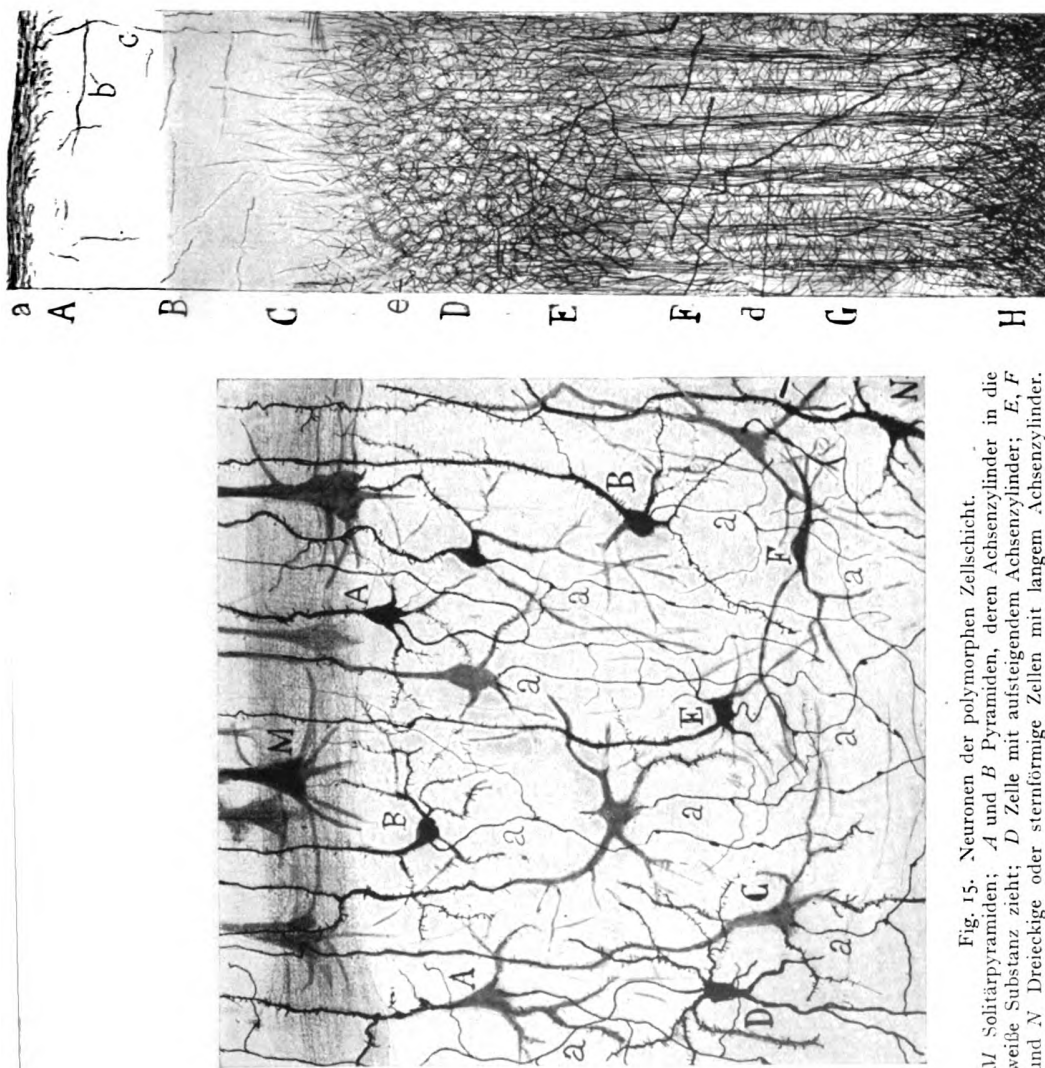 a
A
b'
c
B
C
e
D
E
F
d
G
H
M
A
B
A
B
a
a
a
a
a
E
F
C
D
a
a
a
a
N
Fig. 15. Neuronen der polymorphen Zellschicht.
M Solitärpyramiden; A und B Pyramiden, deren Achsenzylinder in die
weiße Substanz zieht; D Zelle mit aufsteigendem Achsenzylinder; E, F
und N Dreieckige oder sternförmige Zellen mit langem Achsenzylinder.